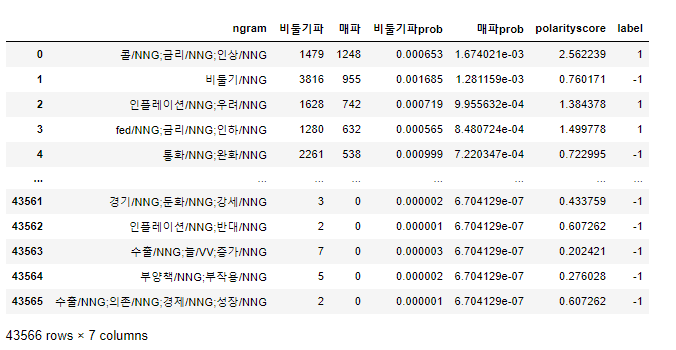 ngram 비둘기파 매파 비둘기파prob 매파prob polarityscore label
0 콜/NNG;금리/NNG;인상/NNG 1479 1248 0.000653 1.674021e-03 2.562239 1
1 비둘기/NNG 3816 955 0.001685 1.281159e-03 0.760171 -1
2 인플레이션/NNG;우려/NNG 1628 742 0.000719 9.955632e-04 1.384378 1
3 fed/NNG;금리/NNG;인하/NNG 1280 632 0.000565 8.480724e-04 1.499778 1
4 통화/NNG;완화/NNG 2261 538 0.000999 7.220347e-04 0.722995 -1
... ... ... ... ... ... ... ...
43561 경기/NNG;둔화/NNG;강세/NNG 3 0 0.000002 6.704129e-07 0.433759 -1
43562 인플레이션/NNG;반대/NNG 2 0 0.000001 6.704129e-07 0.607262 -1
43563 수출/NNG;늘/VV;증가/NNG 7 0 0.000003 6.704129e-07 0.202421 -1
43564 부양책/NNG;부작용/NNG 5 0 0.000002 6.704129e-07 0.276028 -1
43565 수출/NNG;의존/NNG;경제/NNG;성장/NNG 2 0 0.000001 6.704129e-07 0.607262 -1
43566 rows × 7 columns